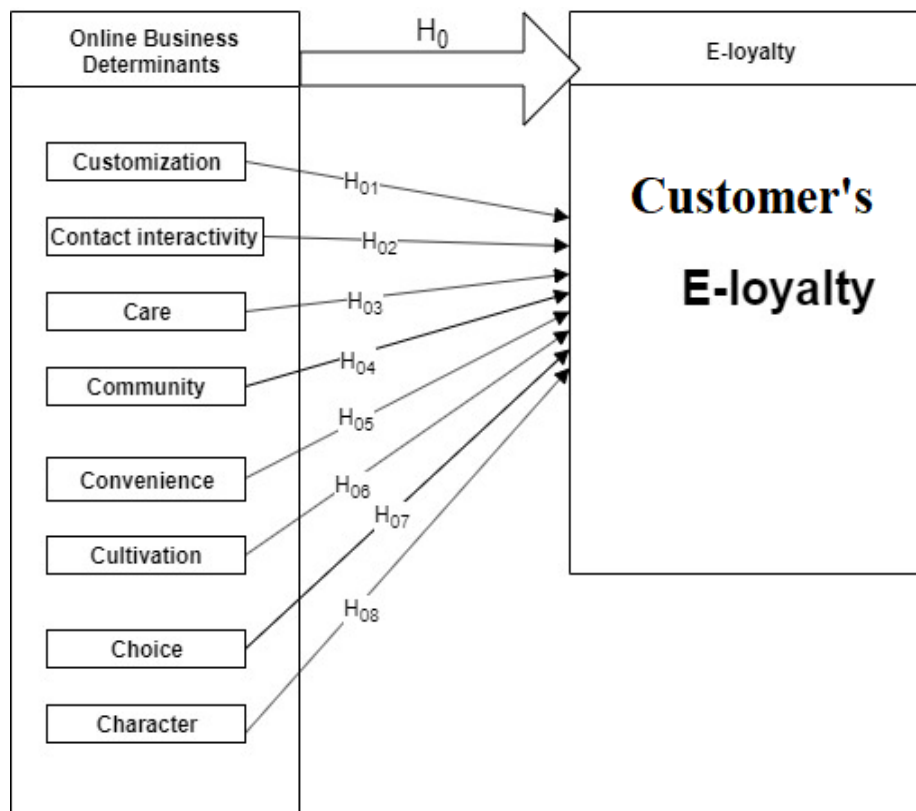 Online Business
Determinants
H0
E-loyalty
Customization
H01
Customer's
Contact interactivity
H02
E-loyalty
Care
H03
Community
H04
Convenience
H05
Cultivation
H06
H07
Choice
H08
Character